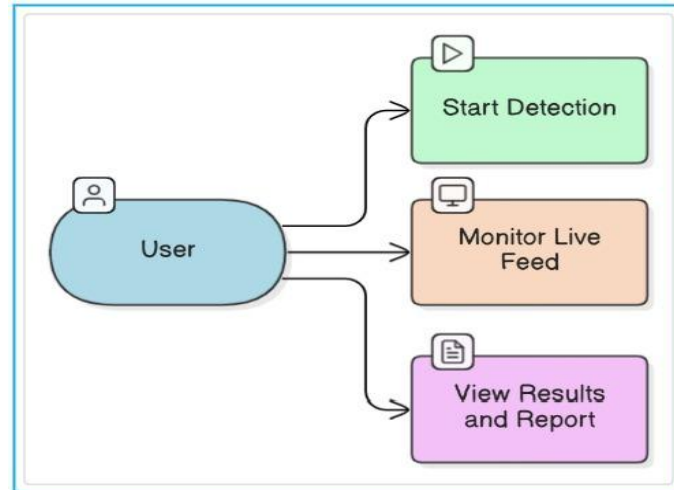 Start Detection
User
Monitor Live
Feed
View Results
and Report